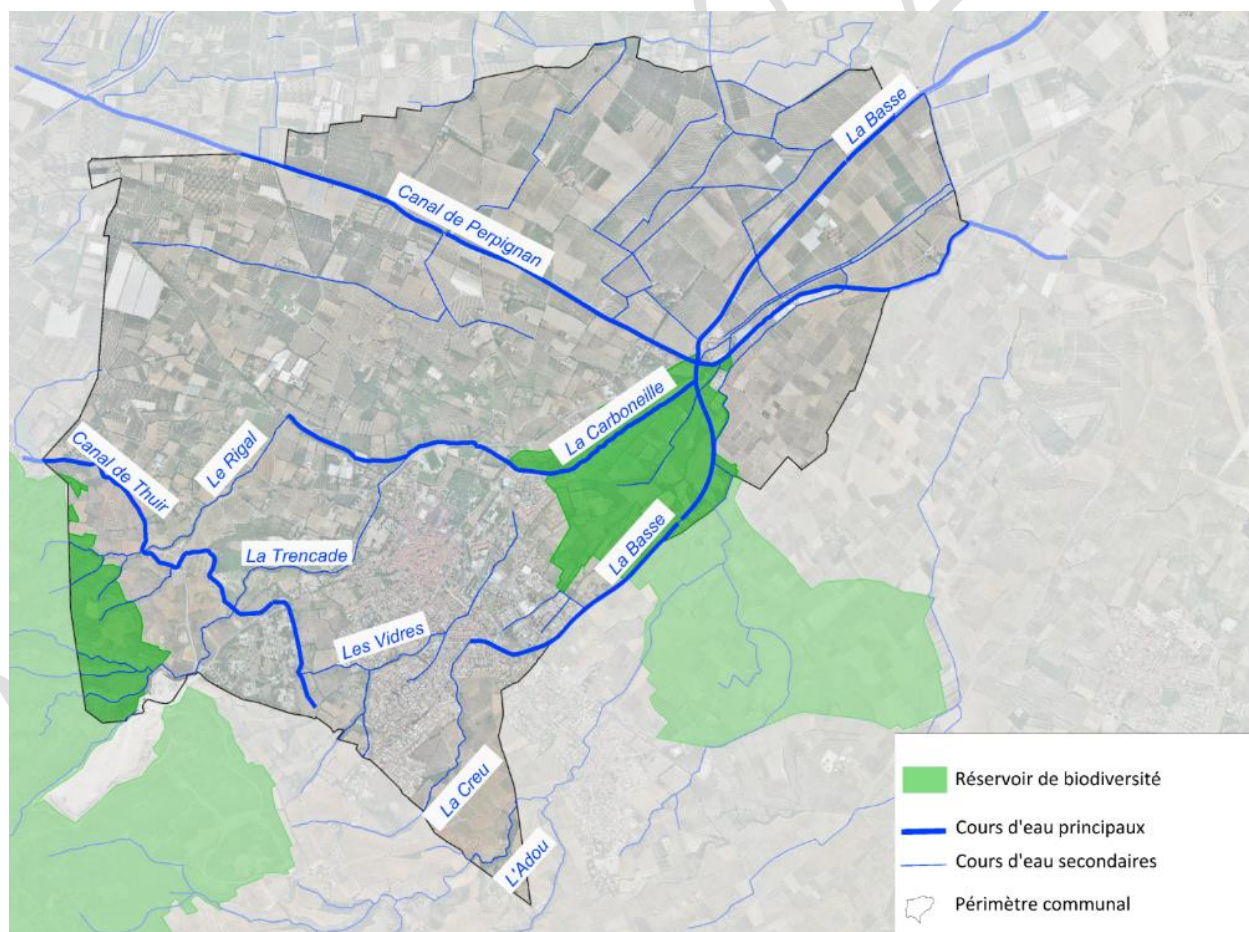 La Basse
Canal de Perpignan
La Carboneille
Le Rigal
Canal de Thuir
La Trencade
La Basse
Les Vidres
La Creu
L'Adou
Réservoir de biodiversité
Cours d'eau principaux
Cours d'eau secondaires
Périmètre communal